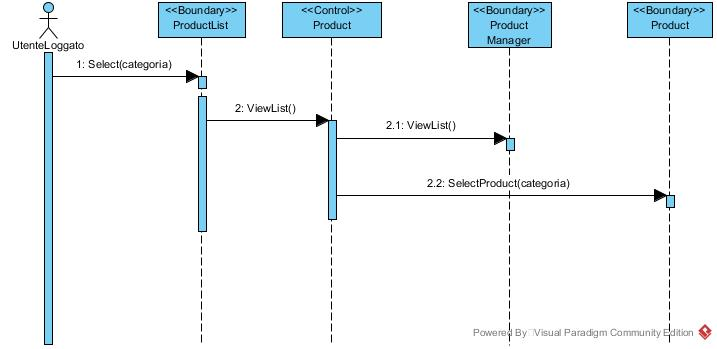 <<Boundary>>
ProductList
<<Control>>
Product
<<Boundary>>
Product
Manager
<<Boundary>>
Product
UtenteLoggato
1: Select(categoria)
2: ViewList()
2.1: ViewList()
2.2: SelectProduct(categoria)
Powered By Visual Paradigm Community Edition